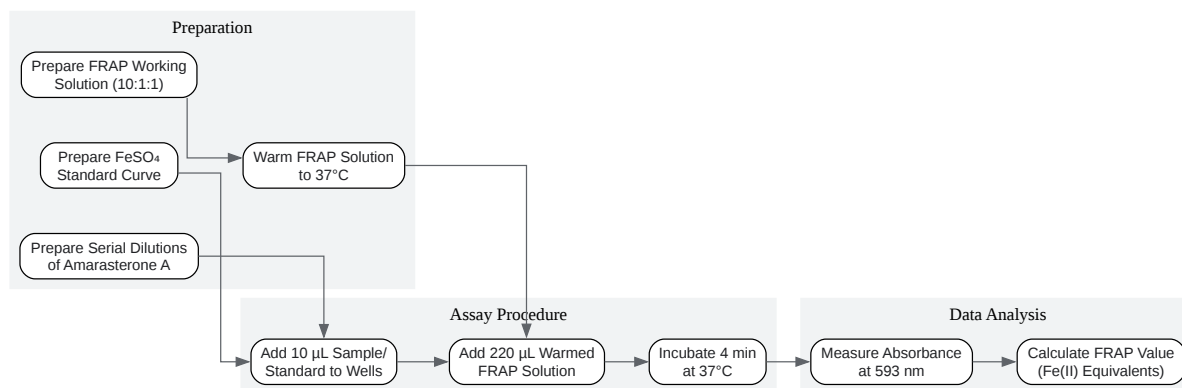 Preparation
Prepare FRAP Working
Solution (10:1:1)
Prepare FeSO₄
Standard Curve
Warm FRAP Solution
to 37°C
Prepare Serial Dilutions
of Amarasterone A
Assay Procedure
Add 10 µL Sample/
Standard to Wells
Add 220 µL Warmed
FRAP Solution
Incubate 4 min
at 37°C
Data Analysis
Measure Absorbance
at 593 nm
Calculate FRAP Value
(Fe(II) Equivalents)